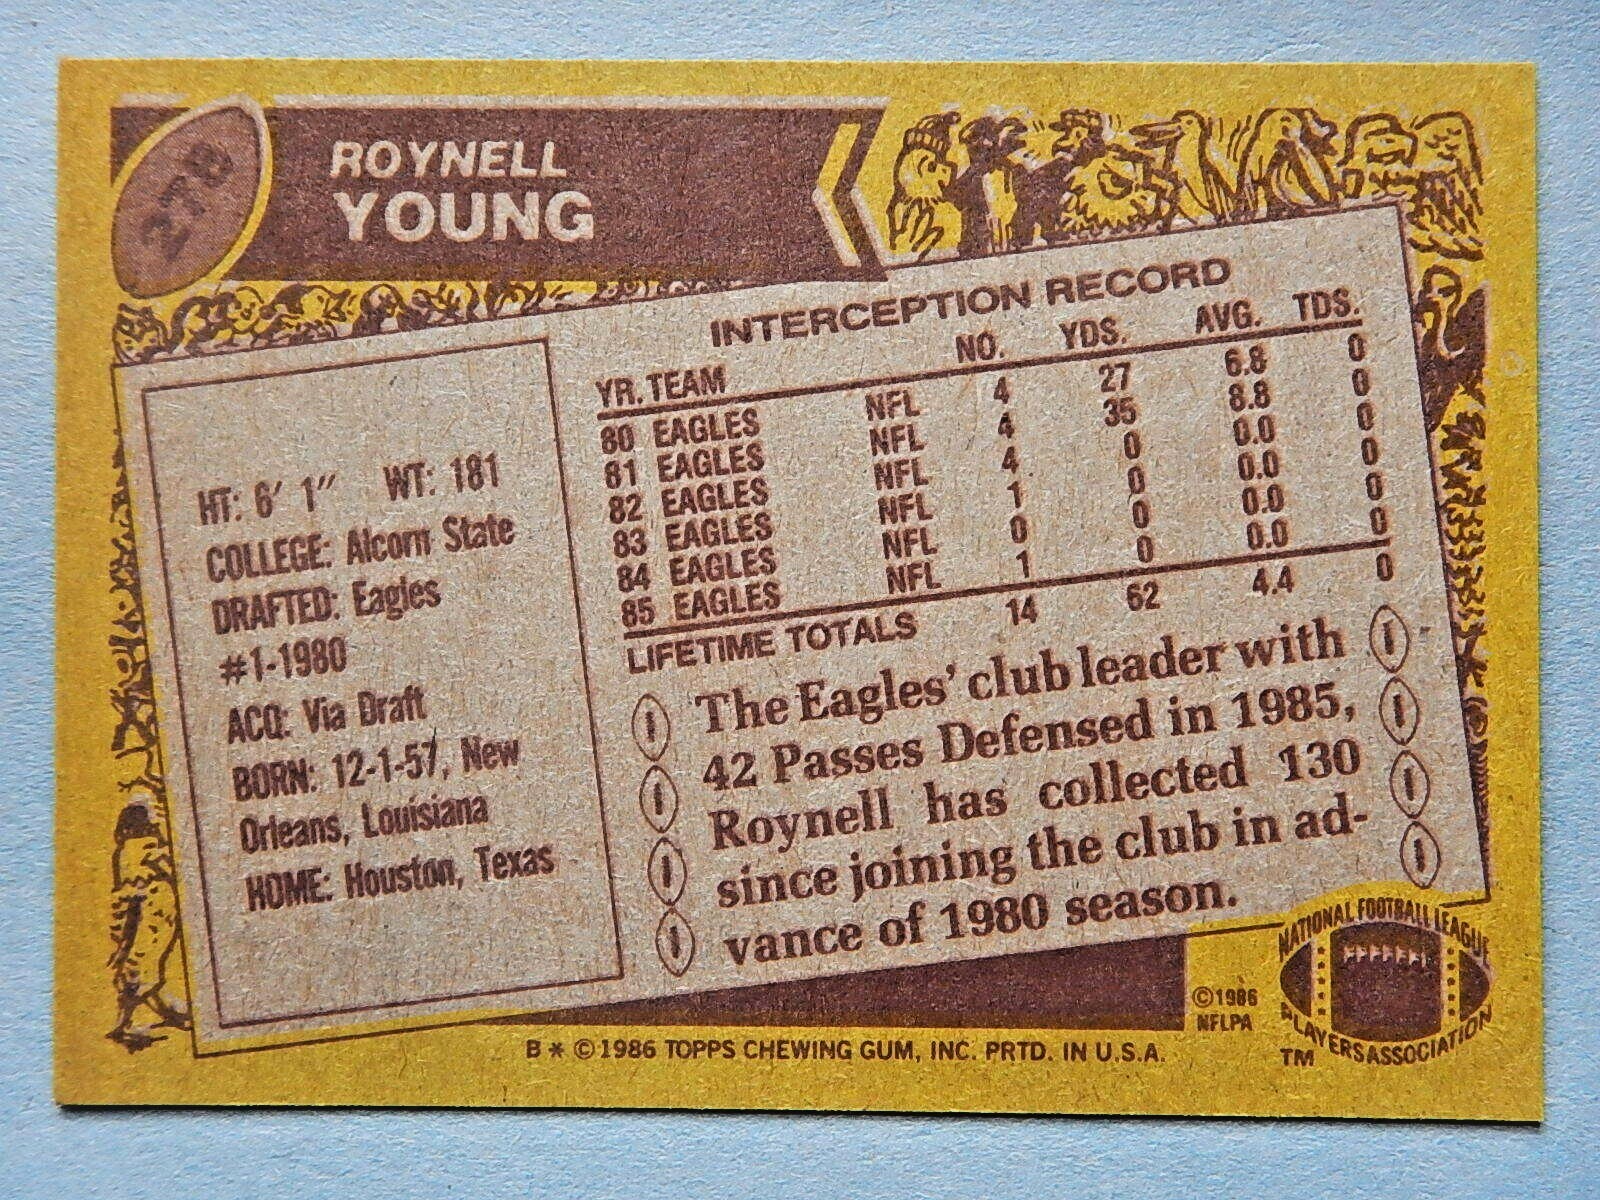 278
ROYNELL
YOUNG
HT: 6' 1" WT: 181
COLLEGE: Alcorn State
DRAFTED: Eagles
#1-1980
ACQ: Via Draft
BORN: 12-1-57, New
Orleans, Louisiana
HOME: Houston, Texas
INTERCEPTION RECORD
YR. TEAM NO. YDS. AVG. TDS.
80 EAGLES NFL 4 27 6.8 0
81 EAGLES NFL 4 35 8.8 0
82 EAGLES NFL 4 0 0.0 0
83 EAGLES NFL 1 0 0.0 0
84 EAGLES NFL 0 0 0.0 0
85 EAGLES NFL 1 0 0.0 0
LIFETIME TOTALS 14 62 4.4 0
The Eagles' club leader with
42 Passes Defensed in 1985,
Roynell has collected 130
since joining the club in ad-
vance of 1980 season.
©1986
NFLPA
NATIONAL FOOTBALL LEAGUE
PLAYERS ASSOCIATION
TM
B * © 1986 TOPPS CHEWING GUM, INC. PRTD. IN U.S.A.